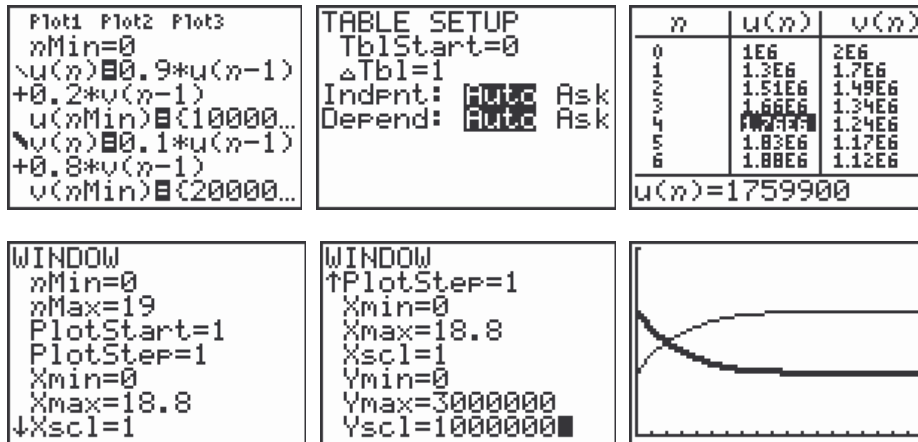 Plot1 Plot2 Plot3
nMin=0
\u(n)=0.9*u(n-1)
+0.2*v(n-1)
u(nMin)={10000...
\v(n)=0.1*u(n-1)
+0.8*v(n-1)
v(nMin)={20000...
TABLE SETUP
TblStart=0
△Tbl=1
Indpnt: Auto Ask
Depend: Auto Ask
n u(n) v(n)
0 1E6 2E6
1 1.3E6 1.7E6
2 1.51E6 1.49E6
3 1.66E6 1.34E6
4 1.76E6 1.24E6
5 1.83E6 1.17E6
6 1.88E6 1.12E6
u(n)=1759900
WINDOW
nMin=0
nMax=19
PlotStart=1
PlotStep=1
Xmin=0
Xmax=18.8
↓Xscl=1
WINDOW
↑PlotStep=1
Xmin=0
Xmax=18.8
Xscl=1
Ymin=0
Ymax=3000000
Yscl=1000000